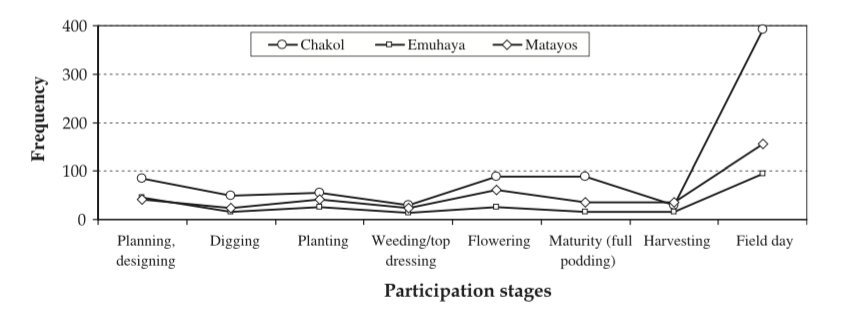 400
300
200
100
0
Frequency
Chakol Emuhaya Matayos
Planning, designing
Digging
Planting
Weeding/top dressing
Flowering
Maturity (full podding)
Harvesting
Field day
Participation stages